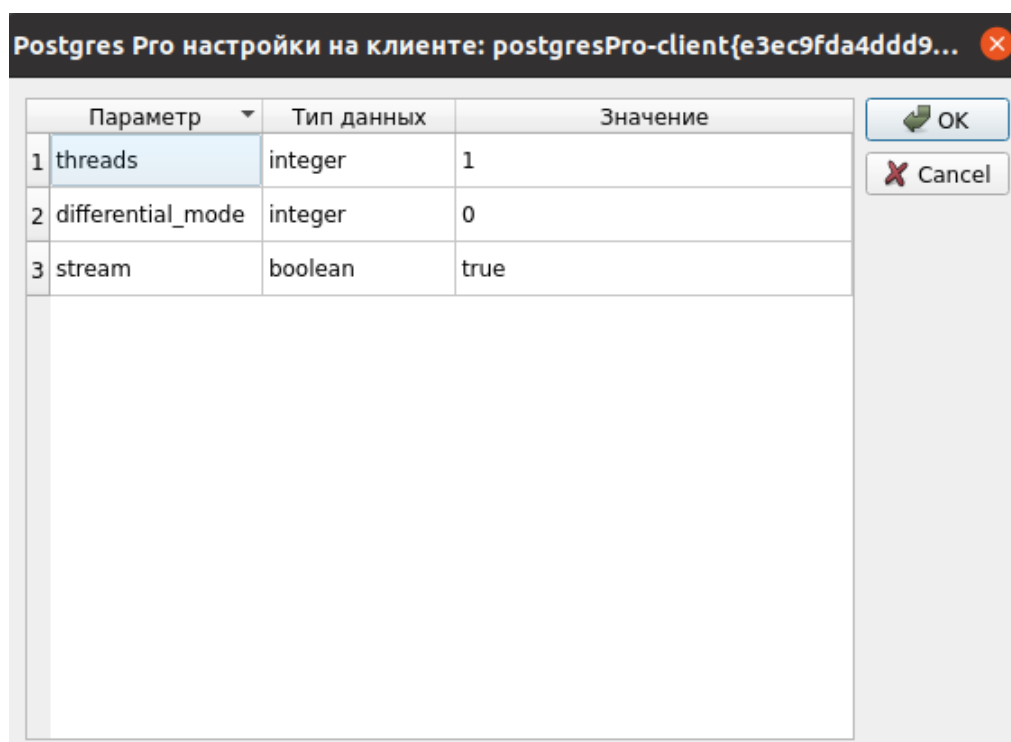 Postgres Pro настройки на клиенте: postgresPro-client{e3ec9fda4ddd9...
Параметр Тип данных Значение
OK
1 threads integer 1
Cancel
2 differential_mode integer 0
3 stream boolean true